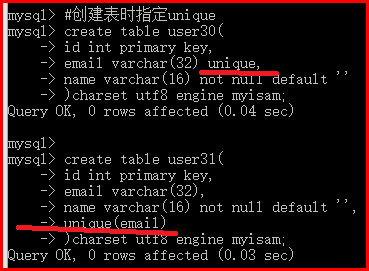 mysql> #创建表时指定unique
mysql> create table user30(
    -> id int primary key,
    -> email varchar(32) unique,
    -> name varchar(16) not null default ''
    -> )charset utf8 engine myisam;
Query OK, 0 rows affected (0.04 sec)
mysql>
mysql> create table user31(
    -> id int primary key,
    -> email varchar(32),
    -> name varchar(16) not null default '',
    -> unique(email)
    -> )charset utf8 engine myisam;
Query OK, 0 rows affected (0.03 sec)